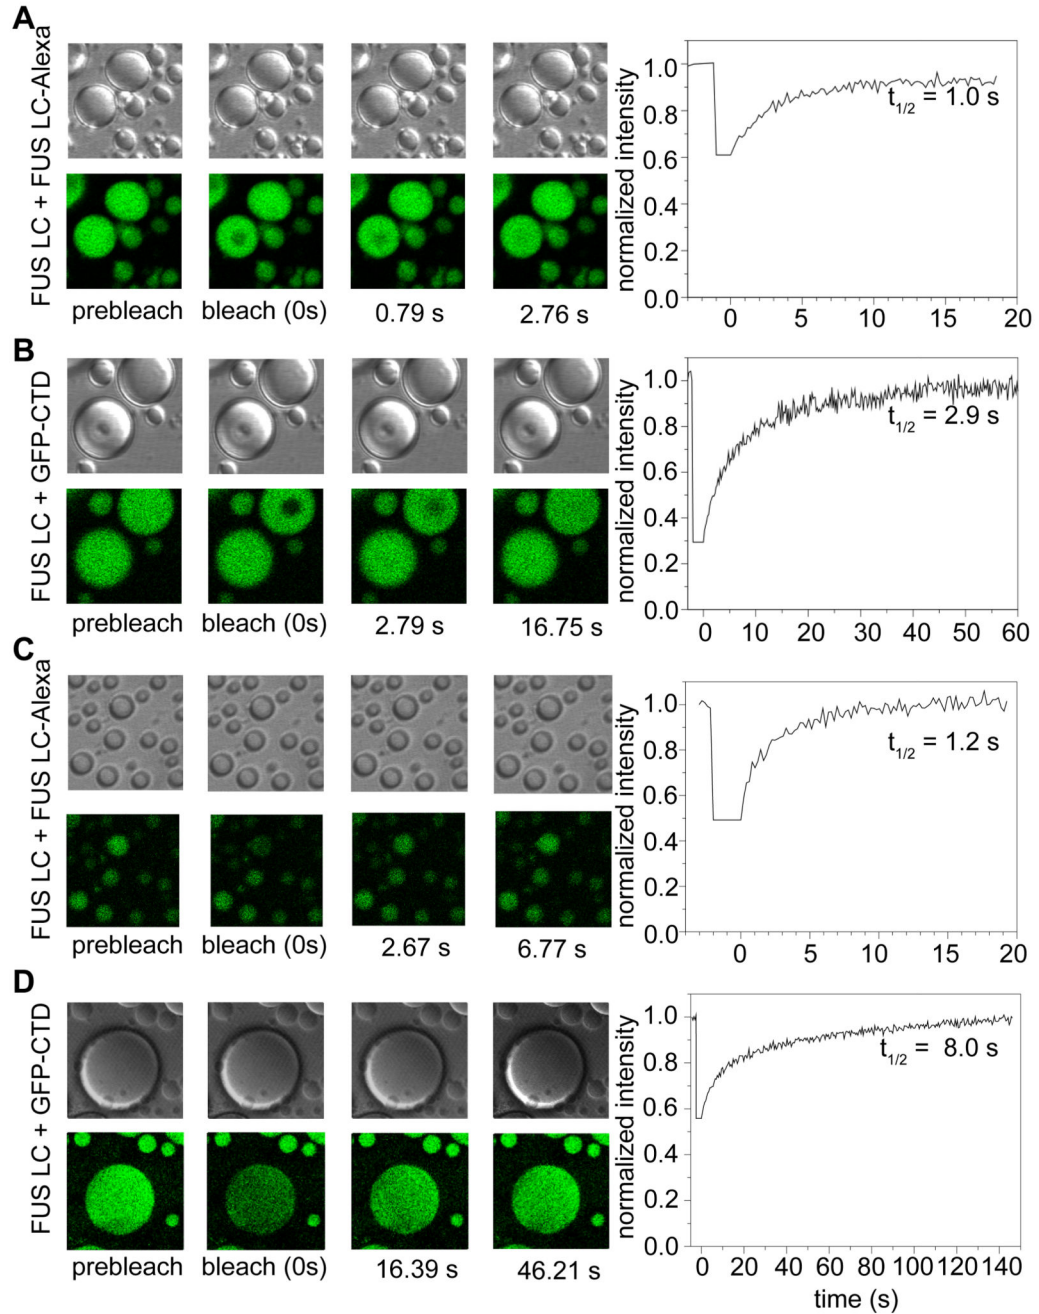 A
FUS LC + FUS LC-Alexa
prebleach bleach (0s) 0.79 s 2.76 s
normalized intensity
1.0
0.8
0.6
0.4
0.2
0.0
t1/2 = 1.0 s
0 5 10 15 20
B
FUS LC + GFP-CTD
prebleach bleach (0s) 2.79 s 16.75 s
normalized intensity
1.0
0.8
0.6
0.4
0.2
0.0
t1/2 = 2.9 s
0 10 20 30 40 50 60
C
FUS LC + FUS LC-Alexa
prebleach bleach (0s) 2.67 s 6.77 s
normalized intensity
1.0
0.8
0.6
0.4
0.2
0.0
t1/2 = 1.2 s
0 5 10 15 20
D
FUS LC + GFP-CTD
prebleach bleach (0s) 16.39 s 46.21 s
normalized intensity
1.0
0.8
0.6
0.4
0.2
0.0
t1/2 = 8.0 s
0 20 40 60 80 100 120 140
time (s)